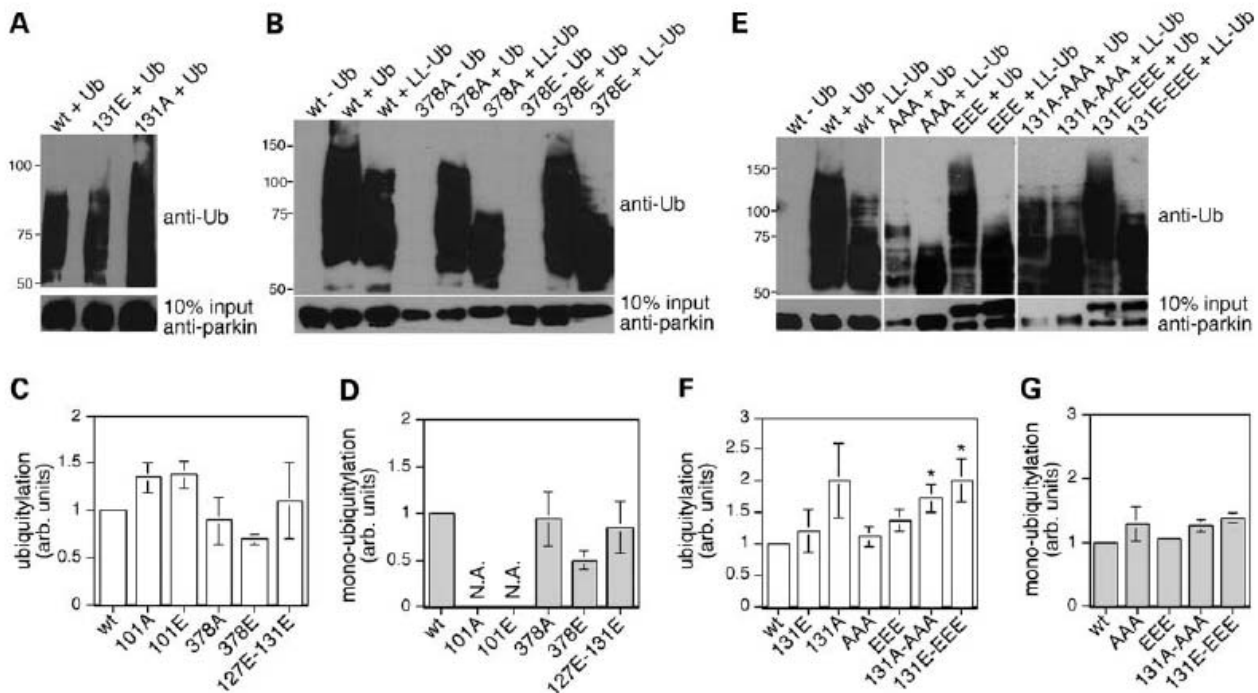 A
wt + Ub
131E + Ub
131A + Ub
100
75
50
anti-Ub
10% input
anti-parkin
B
wt - Ub
wt + Ub
wt + LL-Ub
378A - Ub
378A + Ub
378A + LL-Ub
378E - Ub
378E + Ub
378E + LL-Ub
150
100
75
50
anti-Ub
10% input
anti-parkin
E
wt - Ub
wt + Ub
wt + LL-Ub
AAA + Ub
AAA + LL-Ub
EEE + Ub
EEE + LL-Ub
131A-AAA + Ub
131A-AAA + LL-Ub
131E-EEE + Ub
131E-EEE + LL-Ub
150
100
75
50
anti-Ub
10% input
anti-parkin
C
ubiquitylation
(arb. units)
2
1.5
1
0.5
0
wt
101A
101E
378A
378E
127E-131E
D
mono-ubiquitylation
(arb. units)
2
1.5
1
0.5
0
N.A.
N.A.
wt
101A
101E
378A
378E
127E-131E
F
ubiquitylation
(arb. units)
3
2
1.5
1
0.5
0
* *
wt
131E
131A
AAA
EEE
131A-AAA
131E-EEE
G
mono-ubiquitylation
(arb. units)
3
2
1
0
wt
AAA
EEE
131A-AAA
131E-EEE